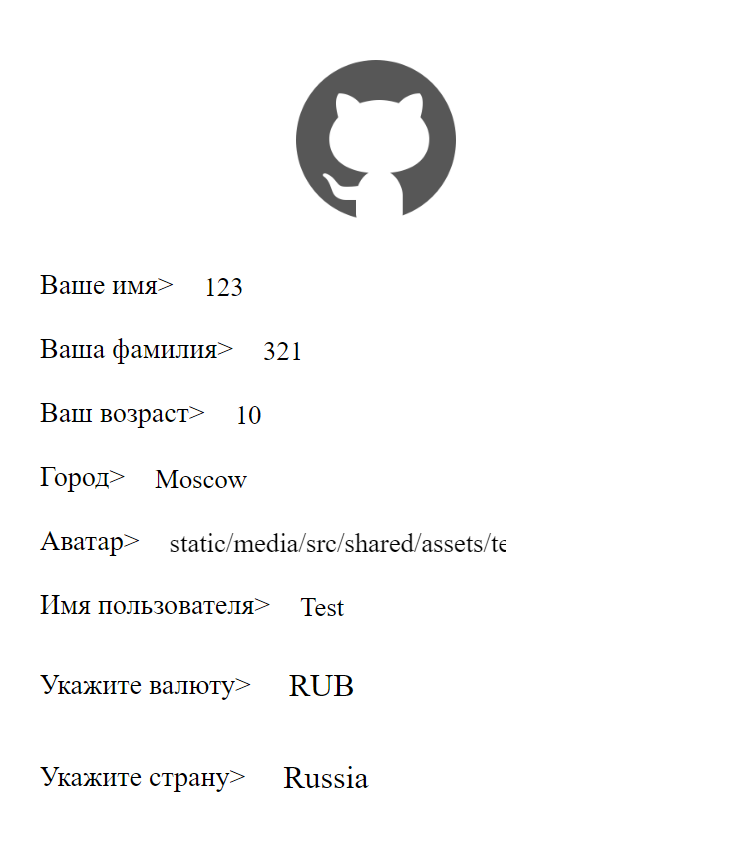 Ваше имя> 123
Ваша фамилия> 321
Ваш возраст> 10
Город> Moscow
Аватар> static/media/src/shared/assets/te
Имя пользователя> Test
Укажите валюту> RUB
Укажите страну> Russia